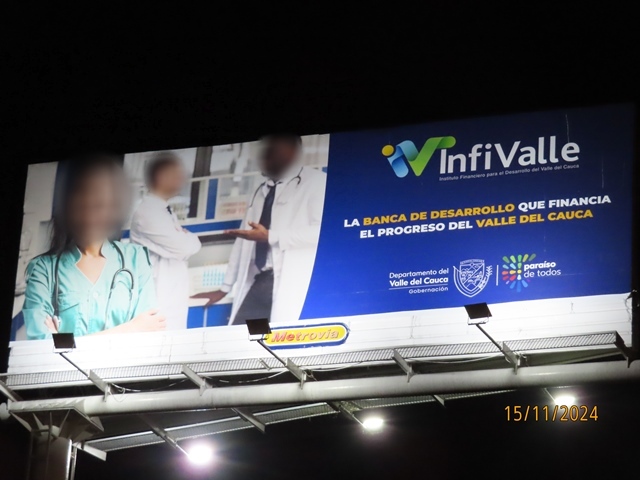 InfiValle
Instituto Financiero para el Desarrollo del Valle del Cauca
LA BANCA DE DESARROLLO QUE FINANCIA
EL PROGRESO DEL VALLE DEL CAUCA
Departamento del
Valle del Cauca
Gobernación
paraíso
de todos
Metrovia
15/11/2024